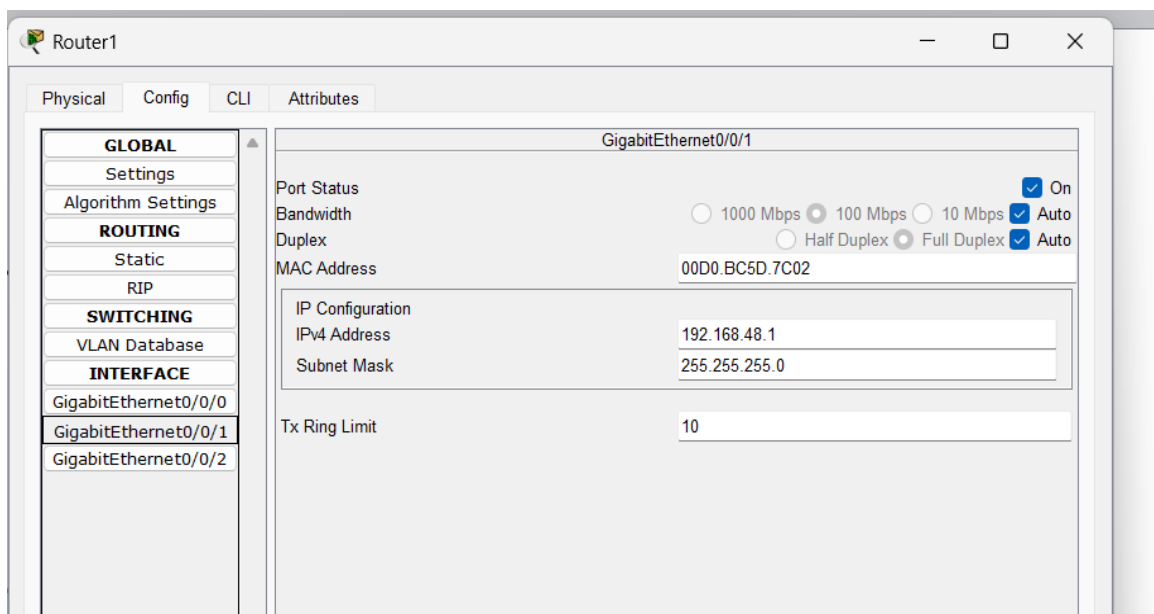 Router1
Physical Config CLI Attributes
GLOBAL
Settings
Algorithm Settings
ROUTING
Static
RIP
SWITCHING
VLAN Database
INTERFACE
GigabitEthernet0/0/0
GigabitEthernet0/0/1
GigabitEthernet0/0/2
GigabitEthernet0/0/1
Port Status On
Bandwidth 1000 Mbps 100 Mbps 10 Mbps Auto
Duplex Half Duplex Full Duplex Auto
MAC Address 00D0.BC5D.7C02
IP Configuration
IPv4 Address 192.168.48.1
Subnet Mask 255.255.255.0
Tx Ring Limit 10